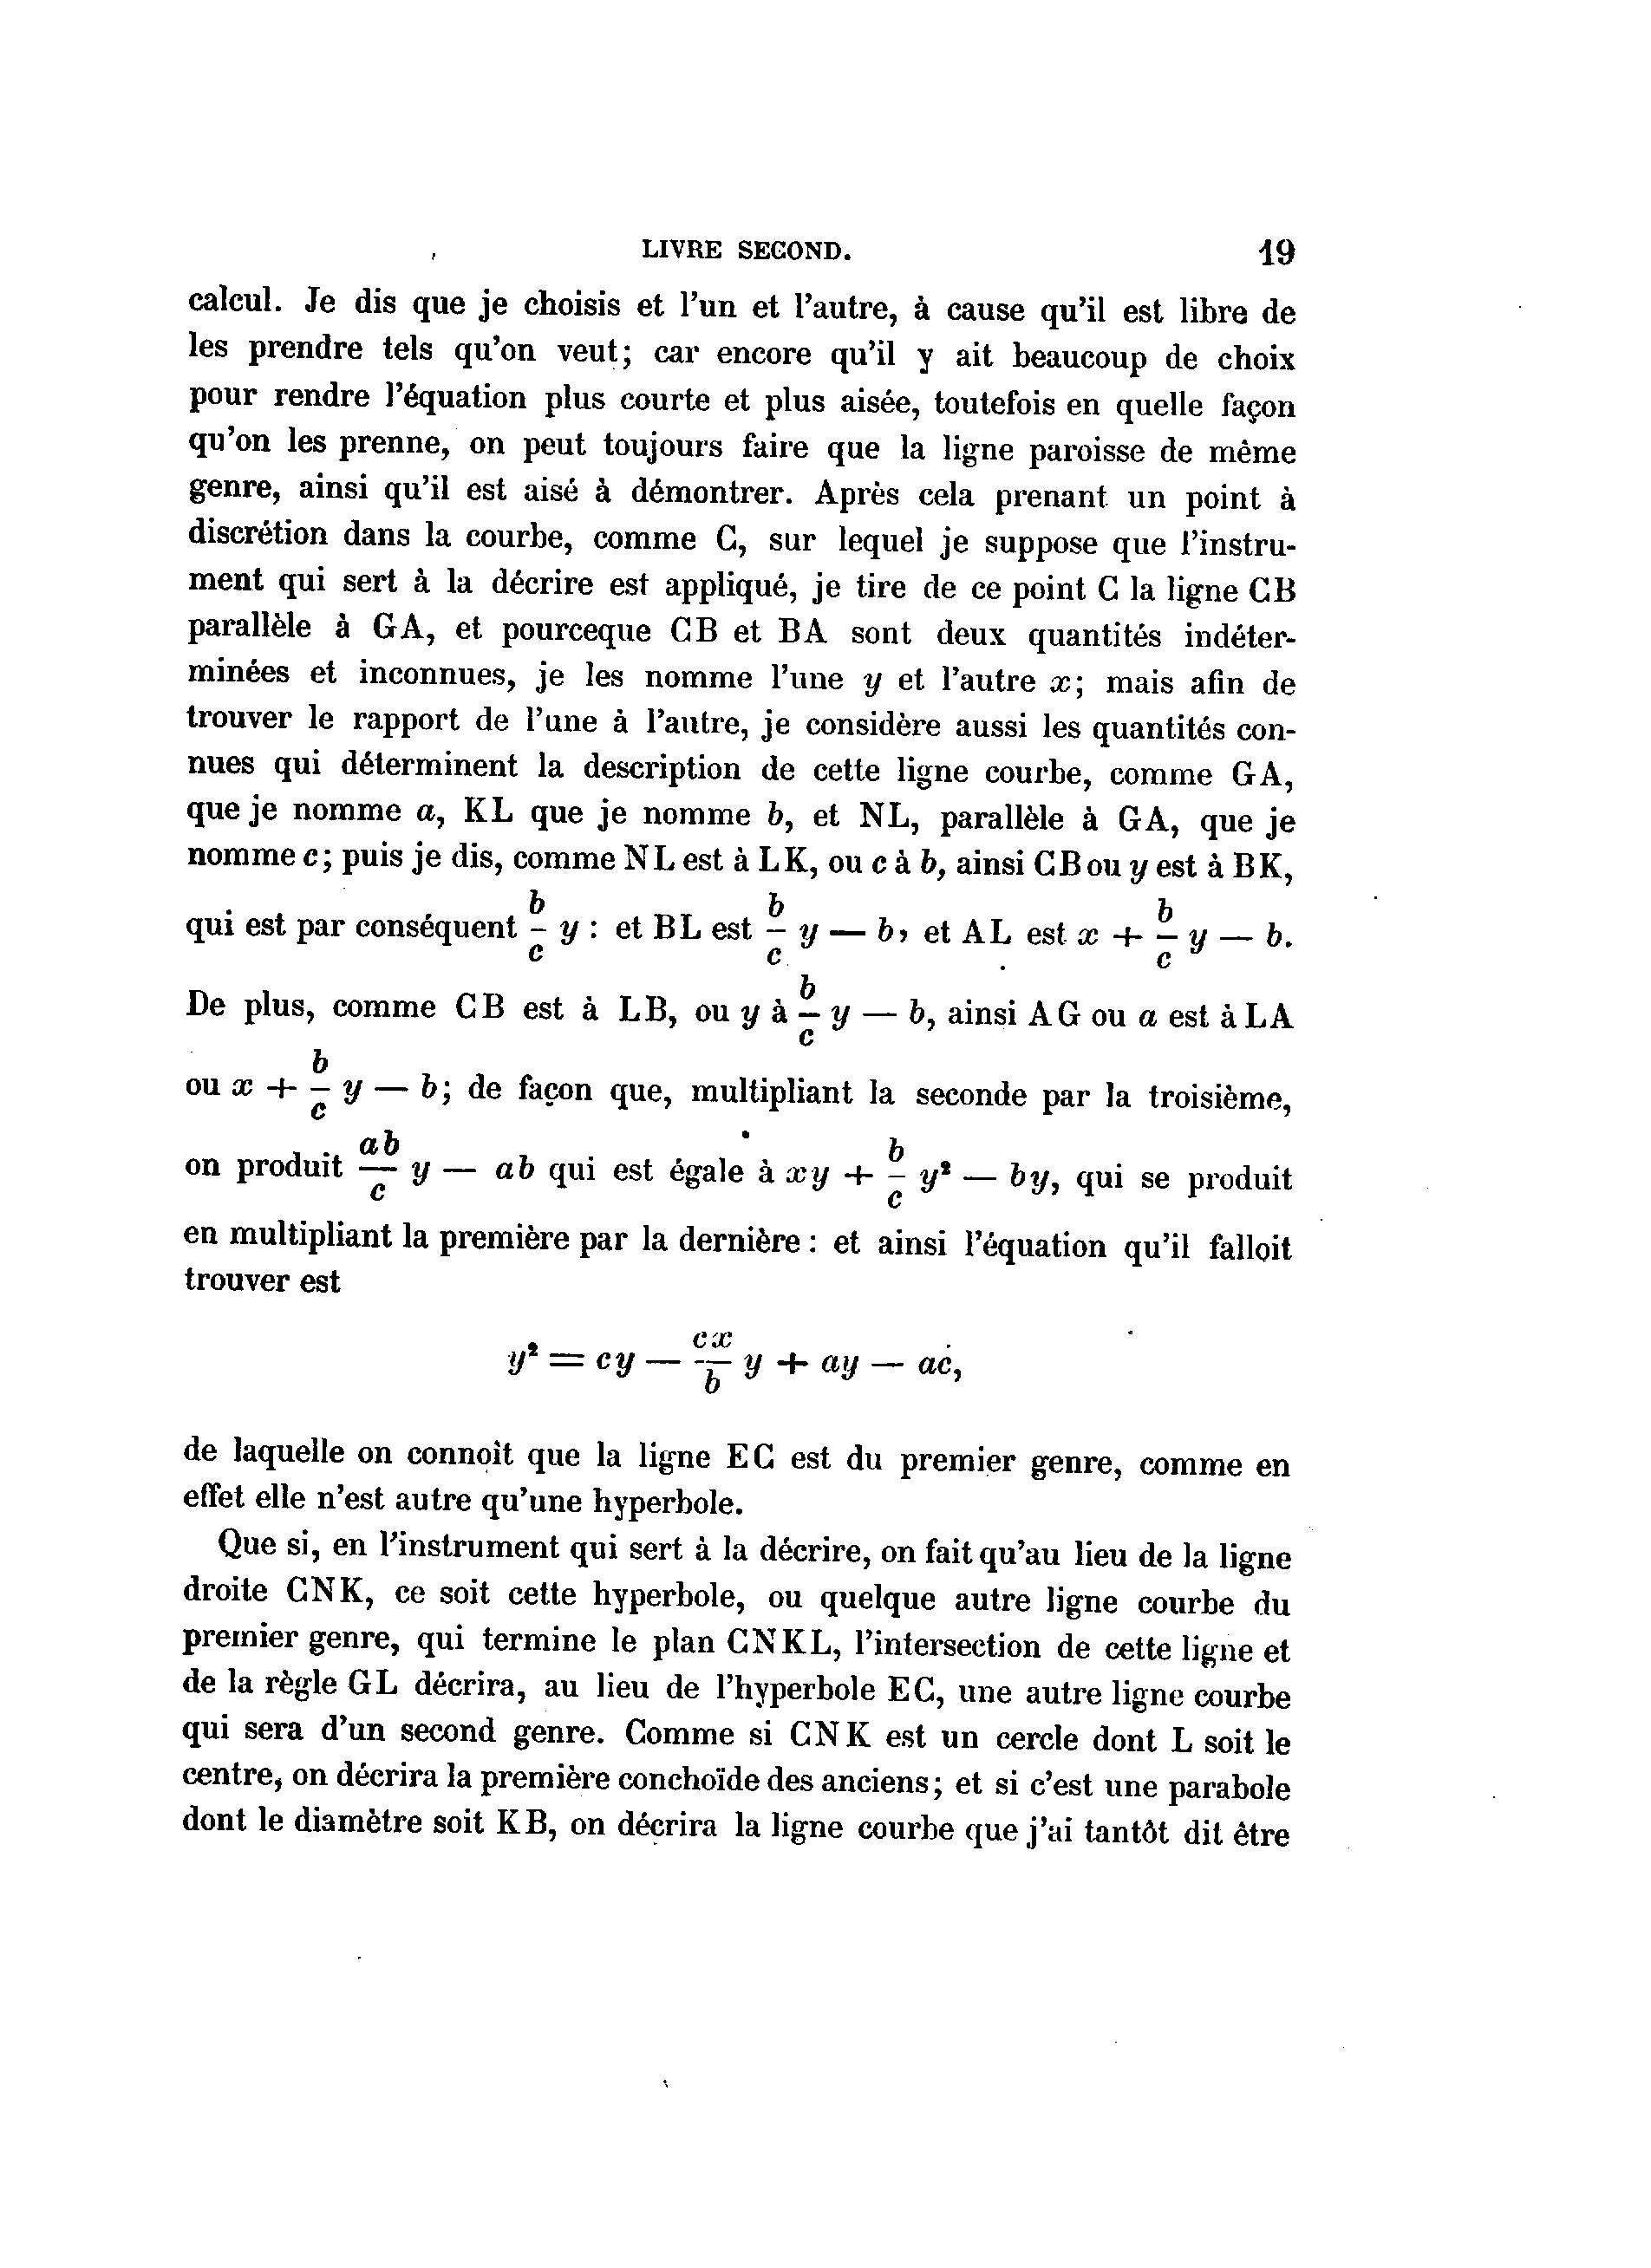 LIVRE SECOND. 19
calcul. Je dis que je choisis et l'un et l'autre, à cause qu'il est libre de
les prendre tels qu'on veut; car encore qu'il y ait beaucoup de choix
pour rendre l'équation plus courte et plus aisée, toutefois en quelle façon
qu'on les prenne, on peut toujours faire que la ligne paroisse de même
genre, ainsi qu'il est aisé à démontrer. Après cela prenant un point à
discrétion dans la courbe, comme C, sur lequel je suppose que l'instru-
ment qui sert à la décrire est appliqué, je tire de ce point C la ligne CB
parallèle à GA, et pourceque CB et BA sont deux quantités indéter-
minées et inconnues, je les nomme l'une y et l'autre x; mais afin de
trouver le rapport de l'une à l'autre, je considère aussi les quantités con-
nues qui déterminent la description de cette ligne courbe, comme GA,
que je nomme a, KL que je nomme b, et NL, parallèle à GA, que je
nomme c; puis je dis, comme NL est à LK, ou c à b, ainsi CB ou y est à BK,
qui est par conséquent b/c y : et BL est b/c y — b, et AL est x + b/c y — b.
De plus, comme CB est à LB, ou y à b/c y — b, ainsi AG ou a est à LA
ou x + b/c y — b; de façon que, multipliant la seconde par la troisième,
on produit ab/c y — ab qui est égale à xy + b/c y² — by, qui se produit
en multipliant la première par la dernière : et ainsi l'équation qu'il falloit
trouver est
y² = cy — cx/b y + ay — ac,
de laquelle on connoît que la ligne EC est du premier genre, comme en
effet elle n'est autre qu'une hyperbole.
Que si, en l'instrument qui sert à la décrire, on fait qu'au lieu de la ligne
droite CNK, ce soit cette hyperbole, ou quelque autre ligne courbe du
premier genre, qui termine le plan CNKL, l'intersection de cette ligne et
de la règle GL décrira, au lieu de l'hyperbole EC, une autre ligne courbe
qui sera d'un second genre. Comme si CNK est un cercle dont L soit le
centre, on décrira la première conchoïde des anciens; et si c'est une parabole
dont le diamètre soit KB, on décrira la ligne courbe que j'ai tantôt dit être